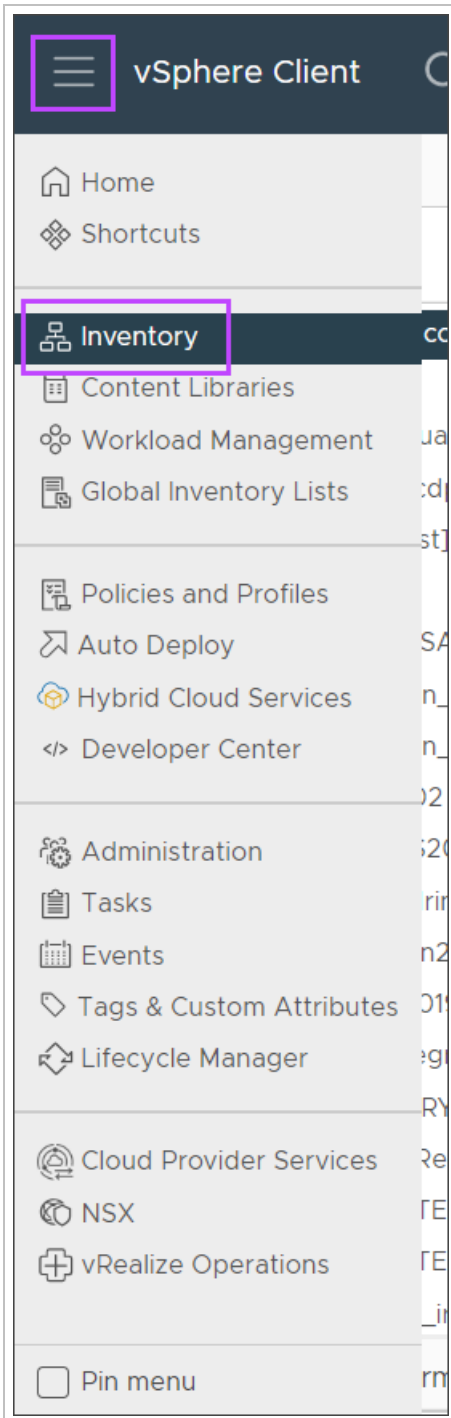 vSphere Client
Home
Shortcuts
Inventory
Content Libraries
Workload Management
Global Inventory Lists
Policies and Profiles
Auto Deploy
Hybrid Cloud Services
</> Developer Center
Administration
Tasks
Events
Tags & Custom Attributes
Lifecycle Manager
Cloud Provider Services
NSX
vRealize Operations
Pin menu